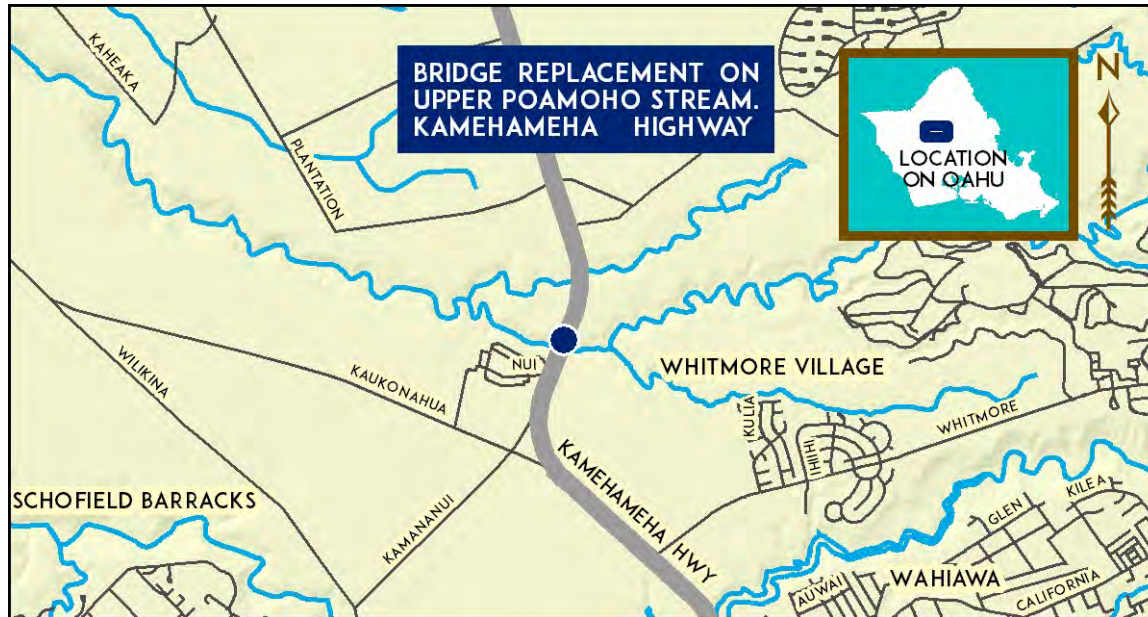 KAHEAKA
BRIDGE REPLACEMENT ON
UPPER POAMOHO STREAM.
KAMEHAMEHA HIGHWAY
N
LOCATION
ON OAHU
PLANTATION
WILIKINA
KAUKONAHUA
NUI
WHITMORE VILLAGE
KULIA
IHIIHI
WHITMORE
KAMEHAMEHA HWY
SCHOFIELD BARRACKS
KAMANANUI
GLEN
KILEA
WAHIAWA
AUWAI
CALIFORNIA